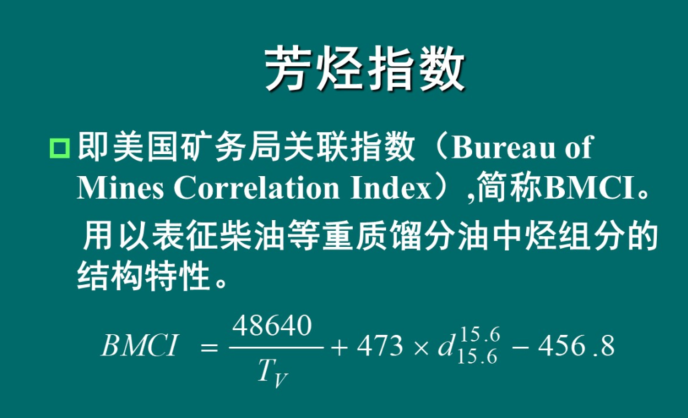 芳烃指数
即美国矿务局关联指数（Bureau of
Mines Correlation Index）,简称BMCI。
用以表征柴油等重质馏分油中烃组分的
结构特性。
BMCI = 48640 / T_V + 473 × d_{15.6}^{15.6} − 456.8